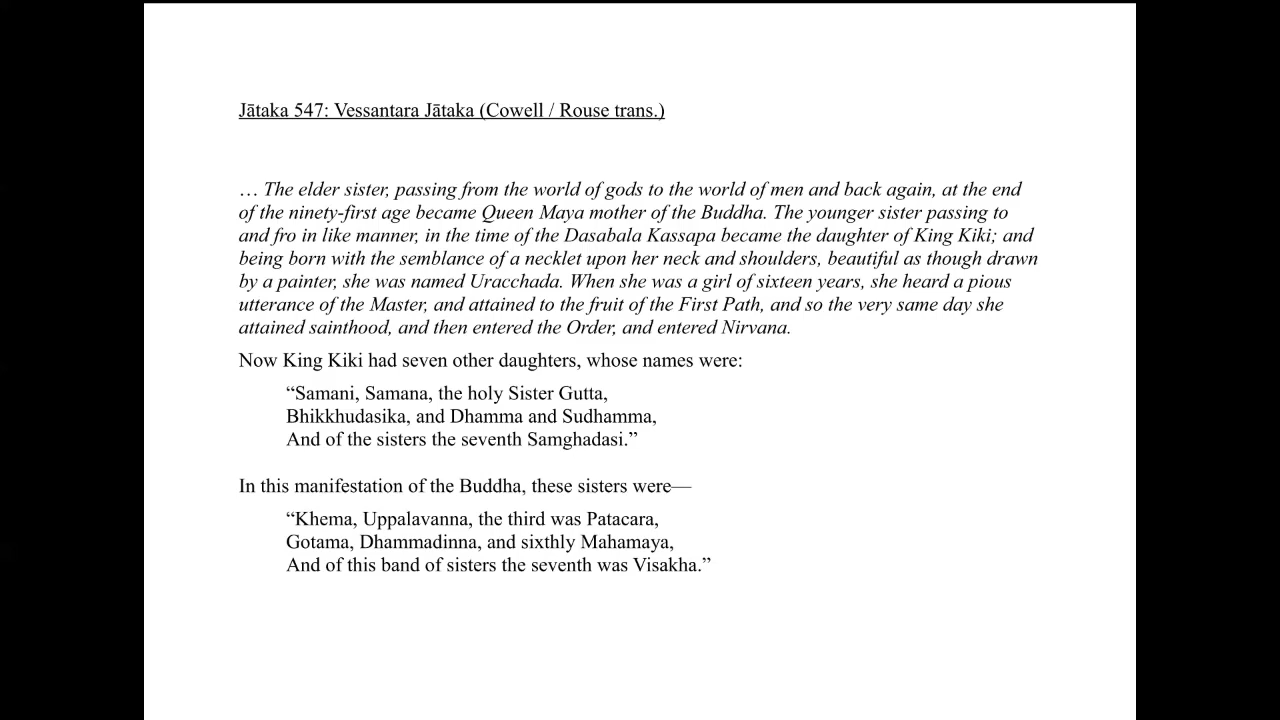 Jātaka 547: Vessantara Jātaka (Cowell / Rouse trans.)
… The elder sister, passing from the world of gods to the world of men and back again, at the end
of the ninety-first age became Queen Maya mother of the Buddha. The younger sister passing to
and fro in like manner, in the time of the Dasabala Kassapa became the daughter of King Kiki; and
being born with the semblance of a necklet upon her neck and shoulders, beautiful as though drawn
by a painter, she was named Uracchada. When she was a girl of sixteen years, she heard a pious
utterance of the Master, and attained to the fruit of the First Path, and so the very same day she
attained sainthood, and then entered the Order, and entered Nirvana.
Now King Kiki had seven other daughters, whose names were:
“Samani, Samana, the holy Sister Gutta,
Bhikkhudasika, and Dhamma and Sudhamma,
And of the sisters the seventh Samghadasi.”
In this manifestation of the Buddha, these sisters were—
“Khema, Uppalavanna, the third was Patacara,
Gotama, Dhammadinna, and sixthly Mahamaya,
And of this band of sisters the seventh was Visakha.”